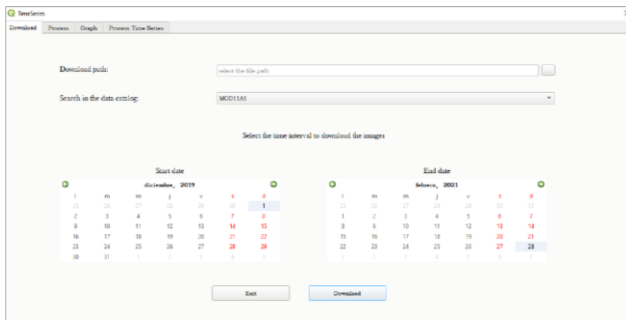 TimeSeries
Download Process Graph Process Time Series
Download path: select the file path ...
Search in the data catalog: MOD11A1
Select the time interval to download the images
Start date End date
diciembre, 2019 febrero, 2021
l m m j v s d l m m j v s d
25 26 27 28 29 30 1 25 26 27 28 29 30 31
2 3 4 5 6 7 8 1 2 3 4 5 6 7
9 10 11 12 13 14 15 8 9 10 11 12 13 14
16 17 18 19 20 21 22 15 16 17 18 19 20 21
23 24 25 26 27 28 29 22 23 24 25 26 27 28
30 31 1 2 3 4 5 1 2 3 4 5 6 7
Exit Download